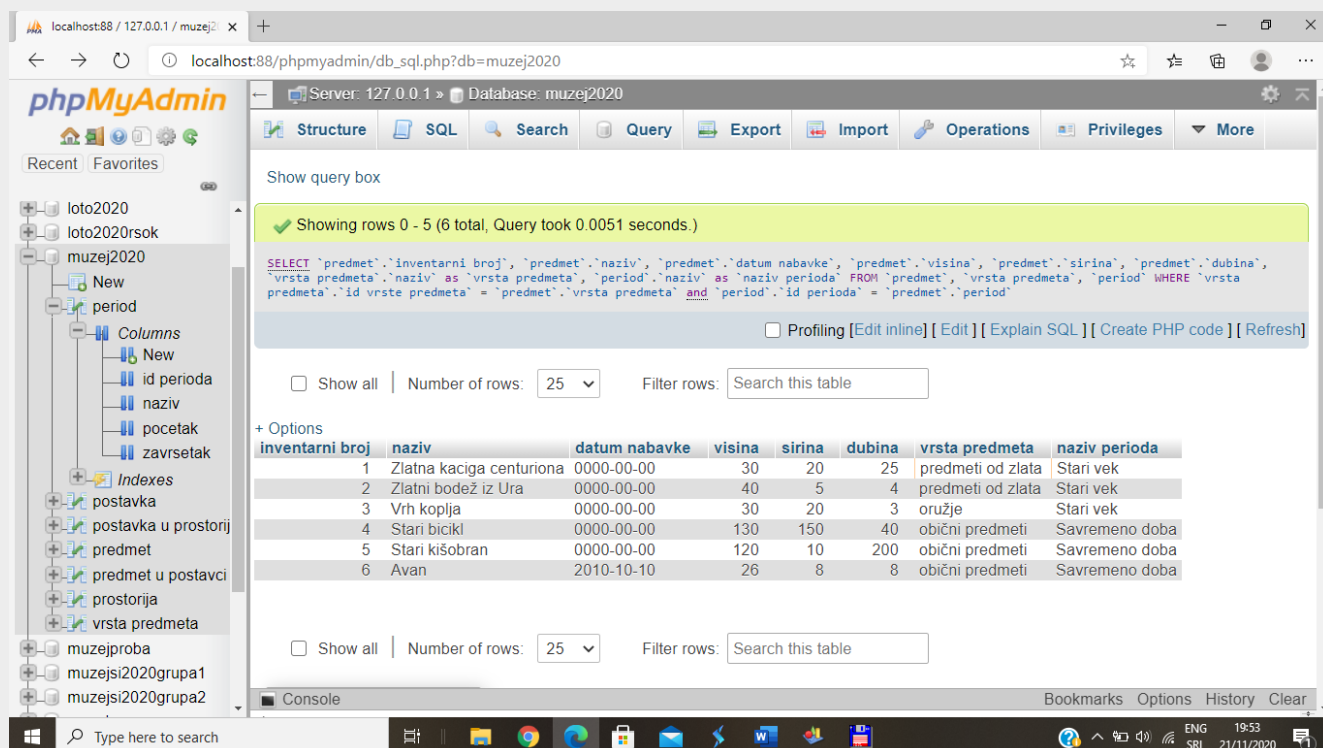 localhost:88 / 127.0.0.1 / muzej2
localhost:88/phpmyadmin/db_sql.php?db=muzej2020
phpMyAdmin
Recent Favorites
loto2020
loto2020rsok
muzej2020
New
period
Columns
New
id perioda
naziv
pocetak
zavrsetak
Indexes
postavka
postavka u prostorij
predmet
predmet u postavci
prostorija
vrsta predmeta
muzejproba
muzejsi2020grupa1
muzejsi2020grupa2
Server: 127.0.0.1 » Database: muzej2020
Structure SQL Search Query Export Import Operations Privileges More
Show query box
Showing rows 0 - 5 (6 total, Query took 0.0051 seconds.)
SELECT `predmet`.`inventarni broj`, `predmet`.`naziv`, `predmet`.`datum nabavke`, `predmet`.`visina`, `predmet`.`sirina`, `predmet`.`dubina`,
`vrsta predmeta`.`naziv` as `vrsta predmeta`, `period`.`naziv` as `naziv perioda` FROM `predmet`, `vrsta predmeta`, `period` WHERE `vrsta
predmeta`.`id vrste predmeta` = `predmet`.`vrsta predmeta` and `period`.`id perioda` = `predmet`.`period`
Profiling [Edit inline] [ Edit ] [ Explain SQL ] [ Create PHP code ] [ Refresh]
Show all Number of rows: 25 Filter rows: Search this table
+ Options
inventarni broj naziv datum nabavke visina sirina dubina vrsta predmeta naziv perioda
1 Zlatna kaciga centuriona 0000-00-00 30 20 25 predmeti od zlata Stari vek
2 Zlatni bodež iz Ura 0000-00-00 40 5 4 predmeti od zlata Stari vek
3 Vrh koplja 0000-00-00 30 20 3 oružje Stari vek
4 Stari bicikl 0000-00-00 130 150 40 obični predmeti Savremeno doba
5 Stari kišobran 0000-00-00 120 10 200 obični predmeti Savremeno doba
6 Avan 2010-10-10 26 8 8 obični predmeti Savremeno doba
Show all Number of rows: 25 Filter rows: Search this table
Console Bookmarks Options History Clear
Type here to search
ENG 19:53
SRL 21/11/2020